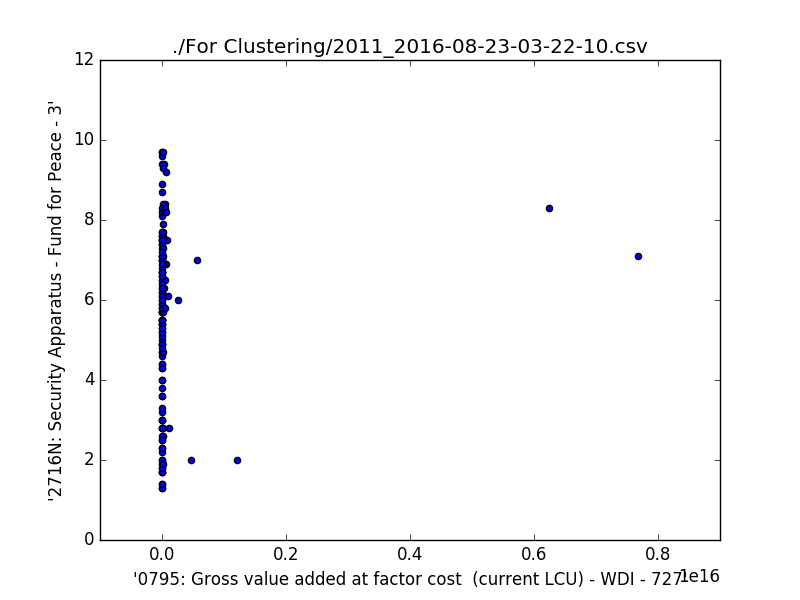 ./For Clustering/2011_2016-08-23-03-22-10.csv
12
10
8
6
4
2
0
'2716N: Security Apparatus - Fund for Peace - 3'
0.0 0.2 0.4 0.6 0.8
1e16
'0795: Gross value added at factor cost  (current LCU) - WDI - 727'